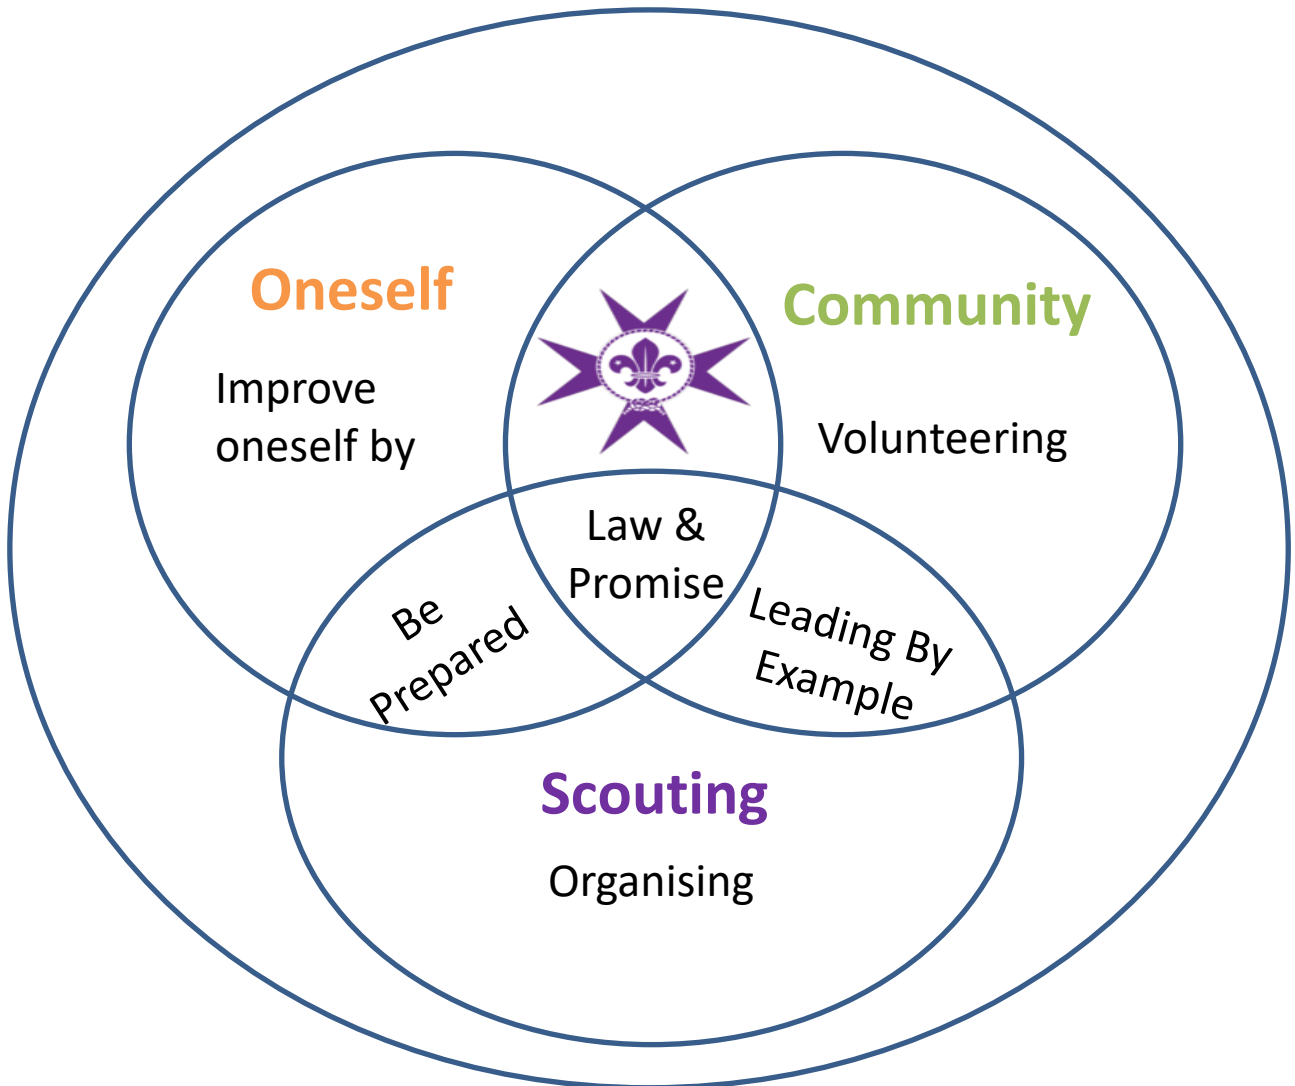 Oneself
Community
Improve
oneself by
Volunteering
Law &
Promise
Be
Prepared
Leading By
Example
Scouting
Organising